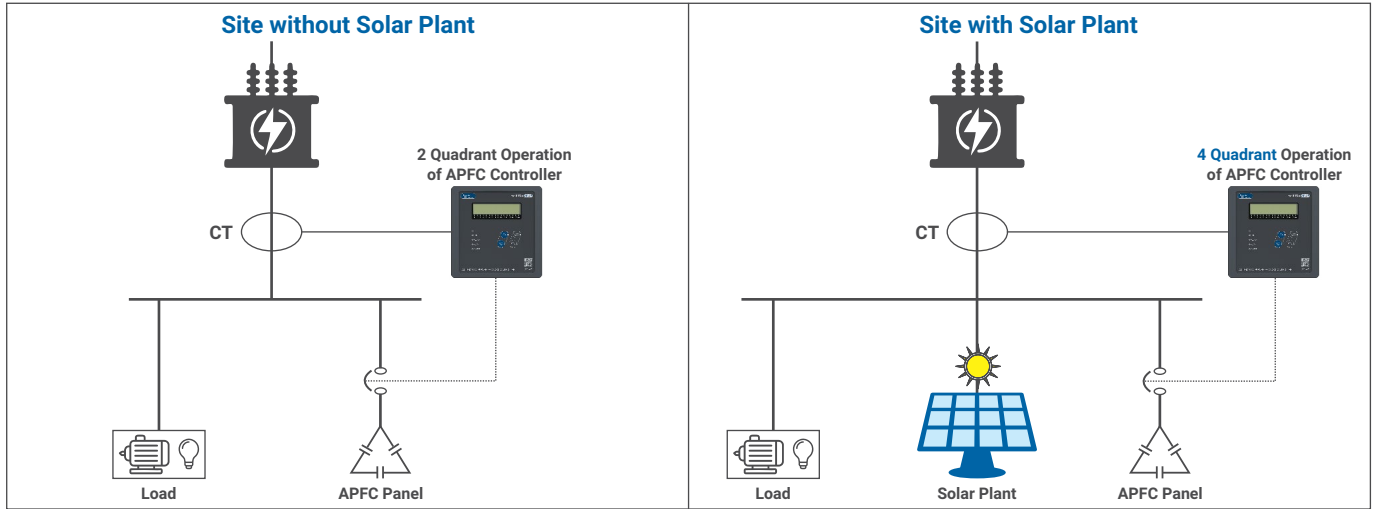 Site without Solar Plant
2 Quadrant Operation
of APFC Controller
CT
Load
APFC Panel
Site with Solar Plant
4 Quadrant Operation
of APFC Controller
CT
Load
Solar Plant
APFC Panel